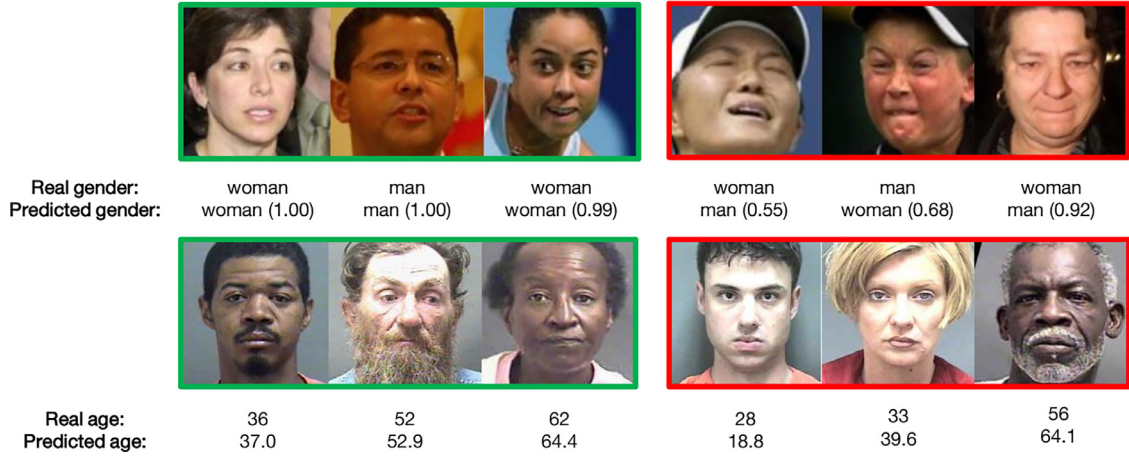 Real gender: woman man woman woman man woman
Predicted gender: woman (1.00) man (1.00) woman (0.99) man (0.55) woman (0.68) man (0.92)
Real age: 36 52 62 28 33 56
Predicted age: 37.0 52.9 64.4 18.8 39.6 64.1